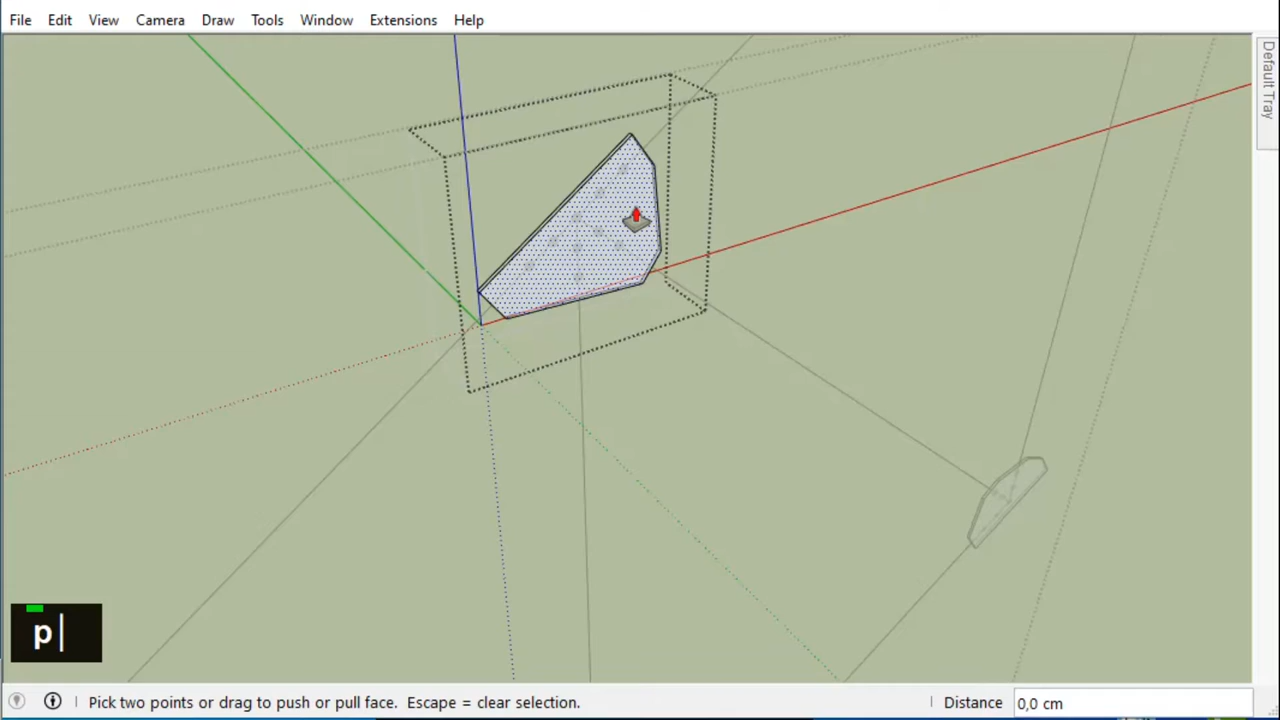 File Edit View Camera Draw Tools Window Extensions Help
Default Tray
p
Pick two points or drag to push or pull face. Escape = clear selection.
Distance 0,0 cm